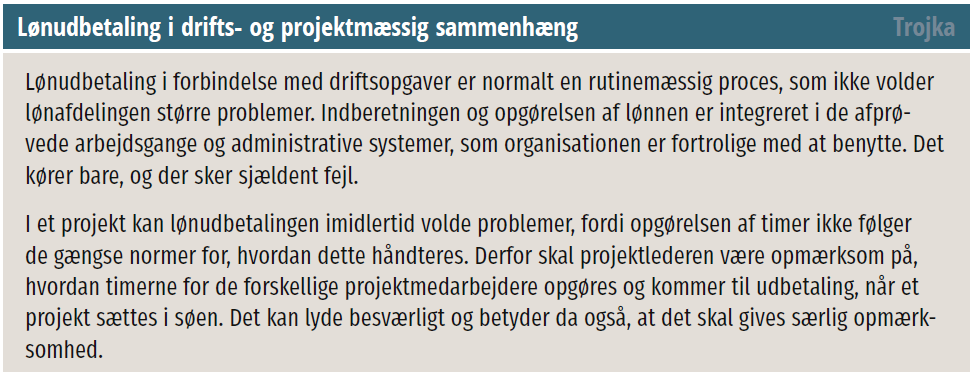 Lønudbetaling i drifts- og projektmæssig sammenhæng Trojka
Lønudbetaling i forbindelse med driftsopgaver er normalt en rutinemæssig proces, som ikke volder
lønafdelingen større problemer. Indberetningen og opgørelsen af lønnen er integreret i de afprø-
vede arbejdsgange og administrative systemer, som organisationen er fortrolige med at benytte. Det
kører bare, og der sker sjældent fejl.
I et projekt kan lønudbetalingen imidlertid volde problemer, fordi opgørelsen af timer ikke følger
de gængse normer for, hvordan dette håndteres. Derfor skal projektlederen være opmærksom på,
hvordan timerne for de forskellige projektmedarbejdere opgøres og kommer til udbetaling, når et
projekt sættes i søen. Det kan lyde besværligt og betyder da også, at det skal gives særlig opmærk-
somhed.